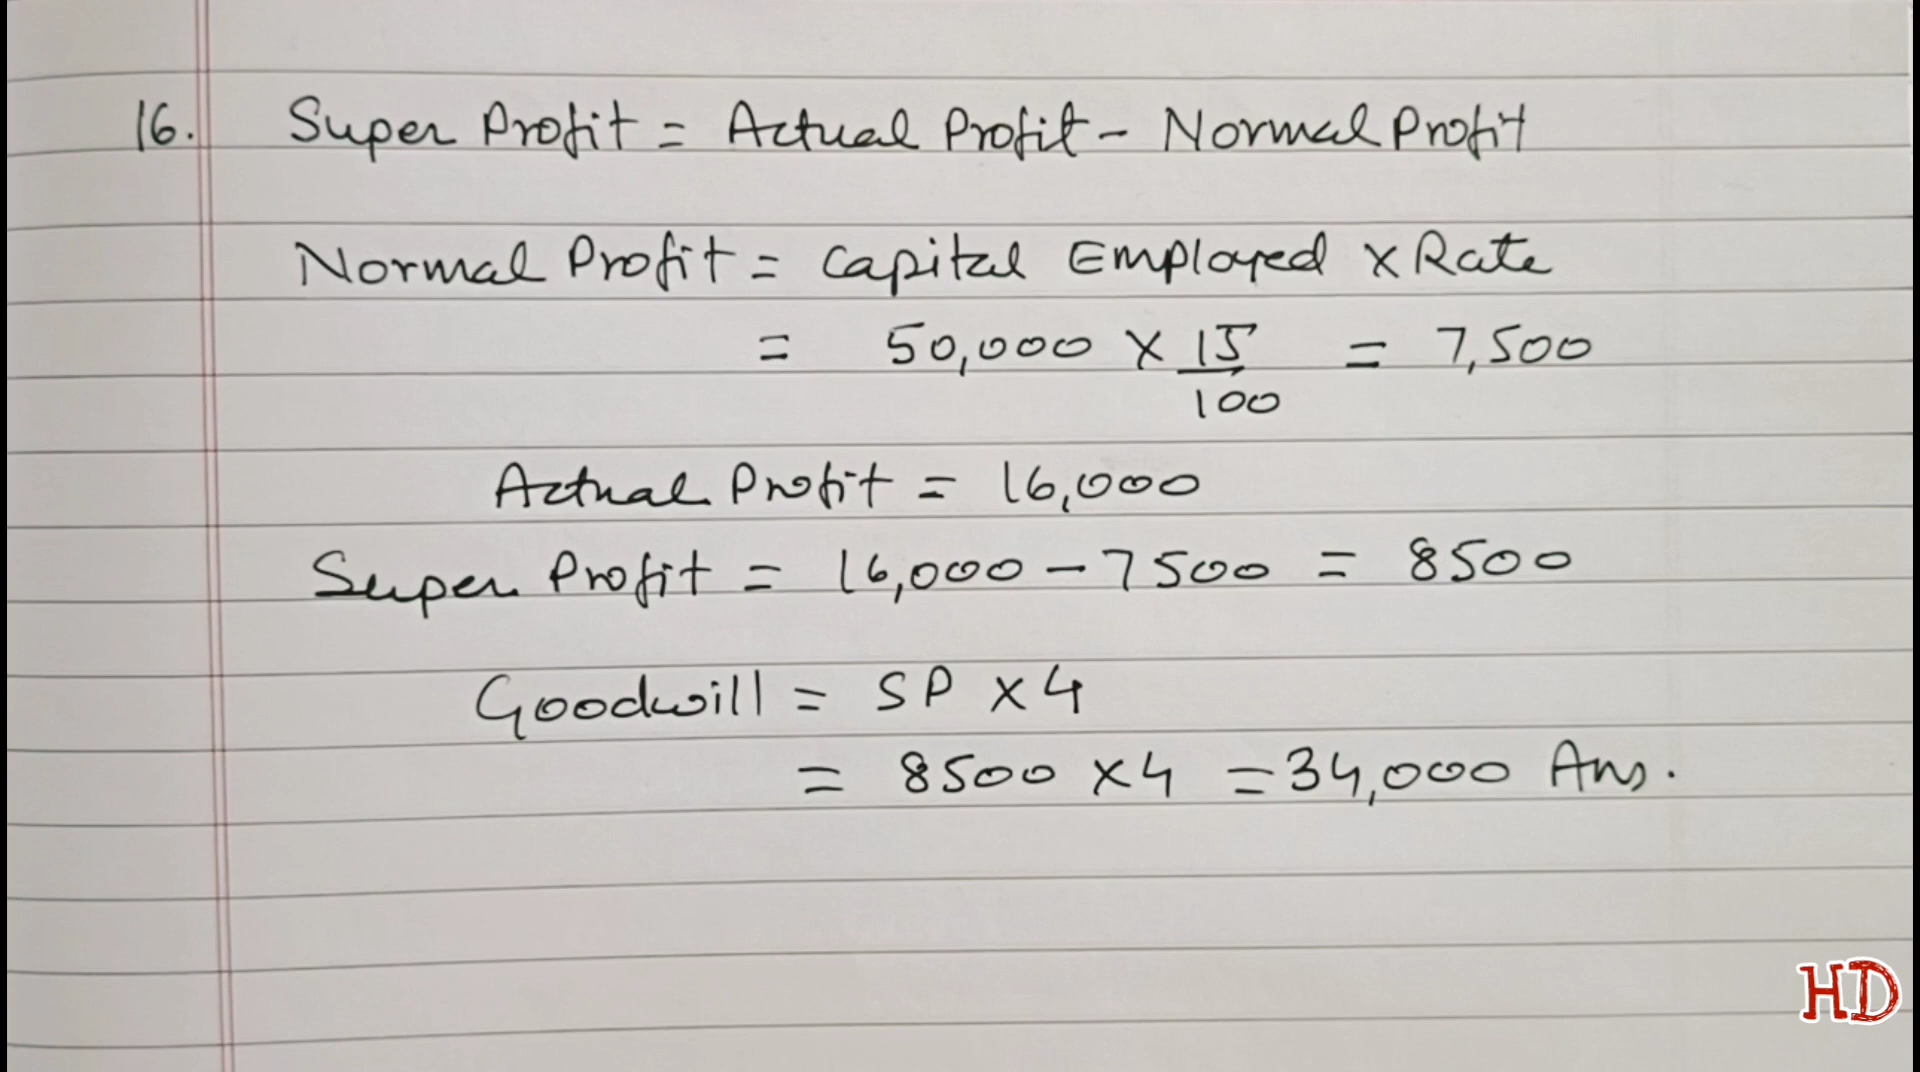 16. Super Profit = Actual Profit - Normal Profit
Normal Profit = Capital Employed x Rate
= 50,000 x 15/100 = 7,500
Actual Profit = 16,000
Super Profit = 16,000 - 7500 = 8500
Goodwill = SP x 4
= 8500 x 4 = 34,000 Ans.
HD